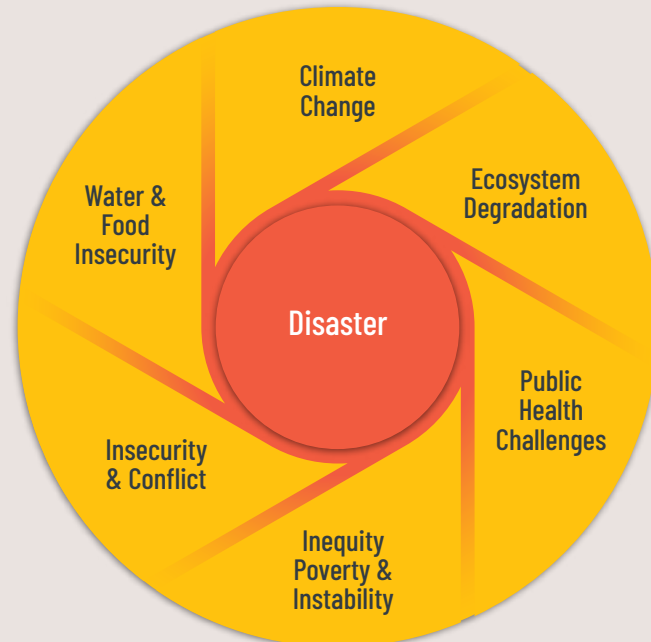 Climate
Change
Ecosystem
Degradation
Water &
Food
Insecurity
Disaster
Public
Health
Challenges
Insecurity
& Conflict
Inequity
Poverty &
Instability